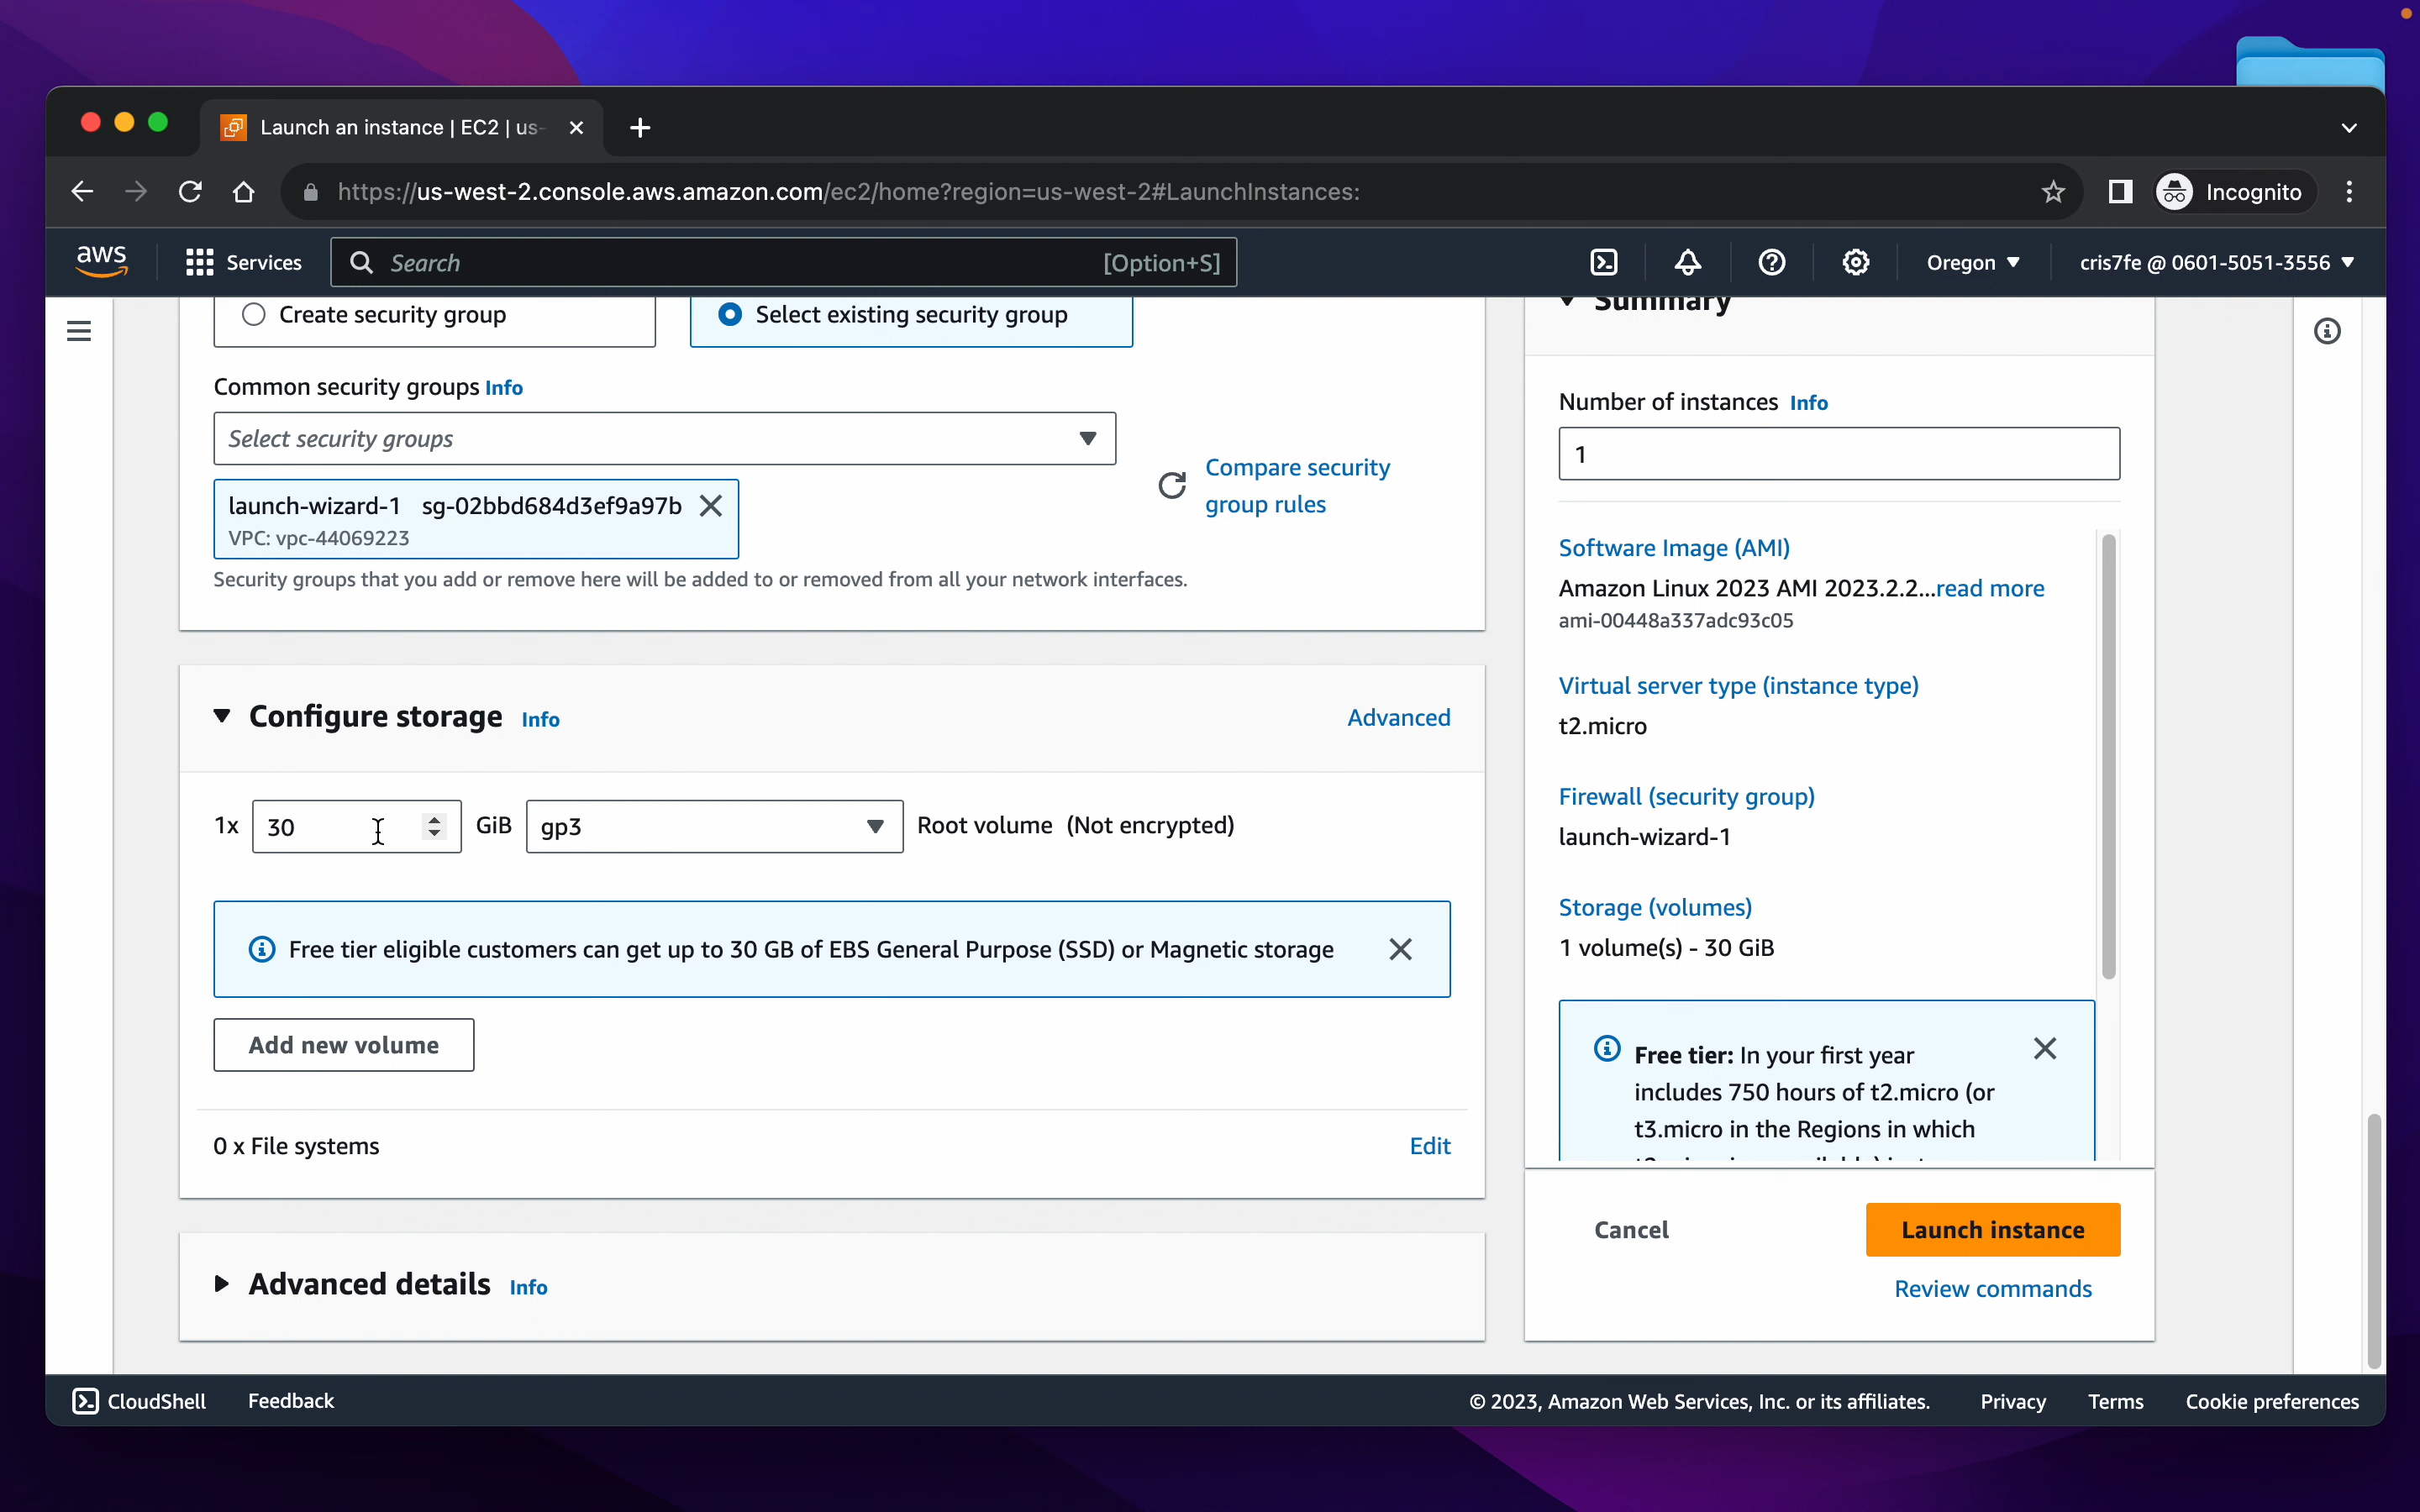 Launch an instance | EC2 | us-
https://us-west-2.console.aws.amazon.com/ec2/home?region=us-west-2#LaunchInstances:
Incognito
aws
Services
Search
[Option+S]
Oregon
cris7fe @ 0601-5051-3556
Create security group
Select existing security group
Common security groups Info
Select security groups
launch-wizard-1 sg-02bbd684d3ef9a97b
VPC: vpc-44069223
Compare security
group rules
Security groups that you add or remove here will be added to or removed from all your network interfaces.
Configure storage Info
Advanced
1x 30 GiB gp3 Root volume (Not encrypted)
Free tier eligible customers can get up to 30 GB of EBS General Purpose (SSD) or Magnetic storage
Add new volume
0 x File systems
Edit
Advanced details Info
Summary
Number of instances Info
1
Software Image (AMI)
Amazon Linux 2023 AMI 2023.2.2...read more
ami-00448a337adc93c05
Virtual server type (instance type)
t2.micro
Firewall (security group)
launch-wizard-1
Storage (volumes)
1 volume(s) - 30 GiB
Free tier: In your first year
includes 750 hours of t2.micro (or
t3.micro in the Regions in which
Cancel
Launch instance
Review commands
CloudShell
Feedback
© 2023, Amazon Web Services, Inc. or its affiliates.
Privacy
Terms
Cookie preferences